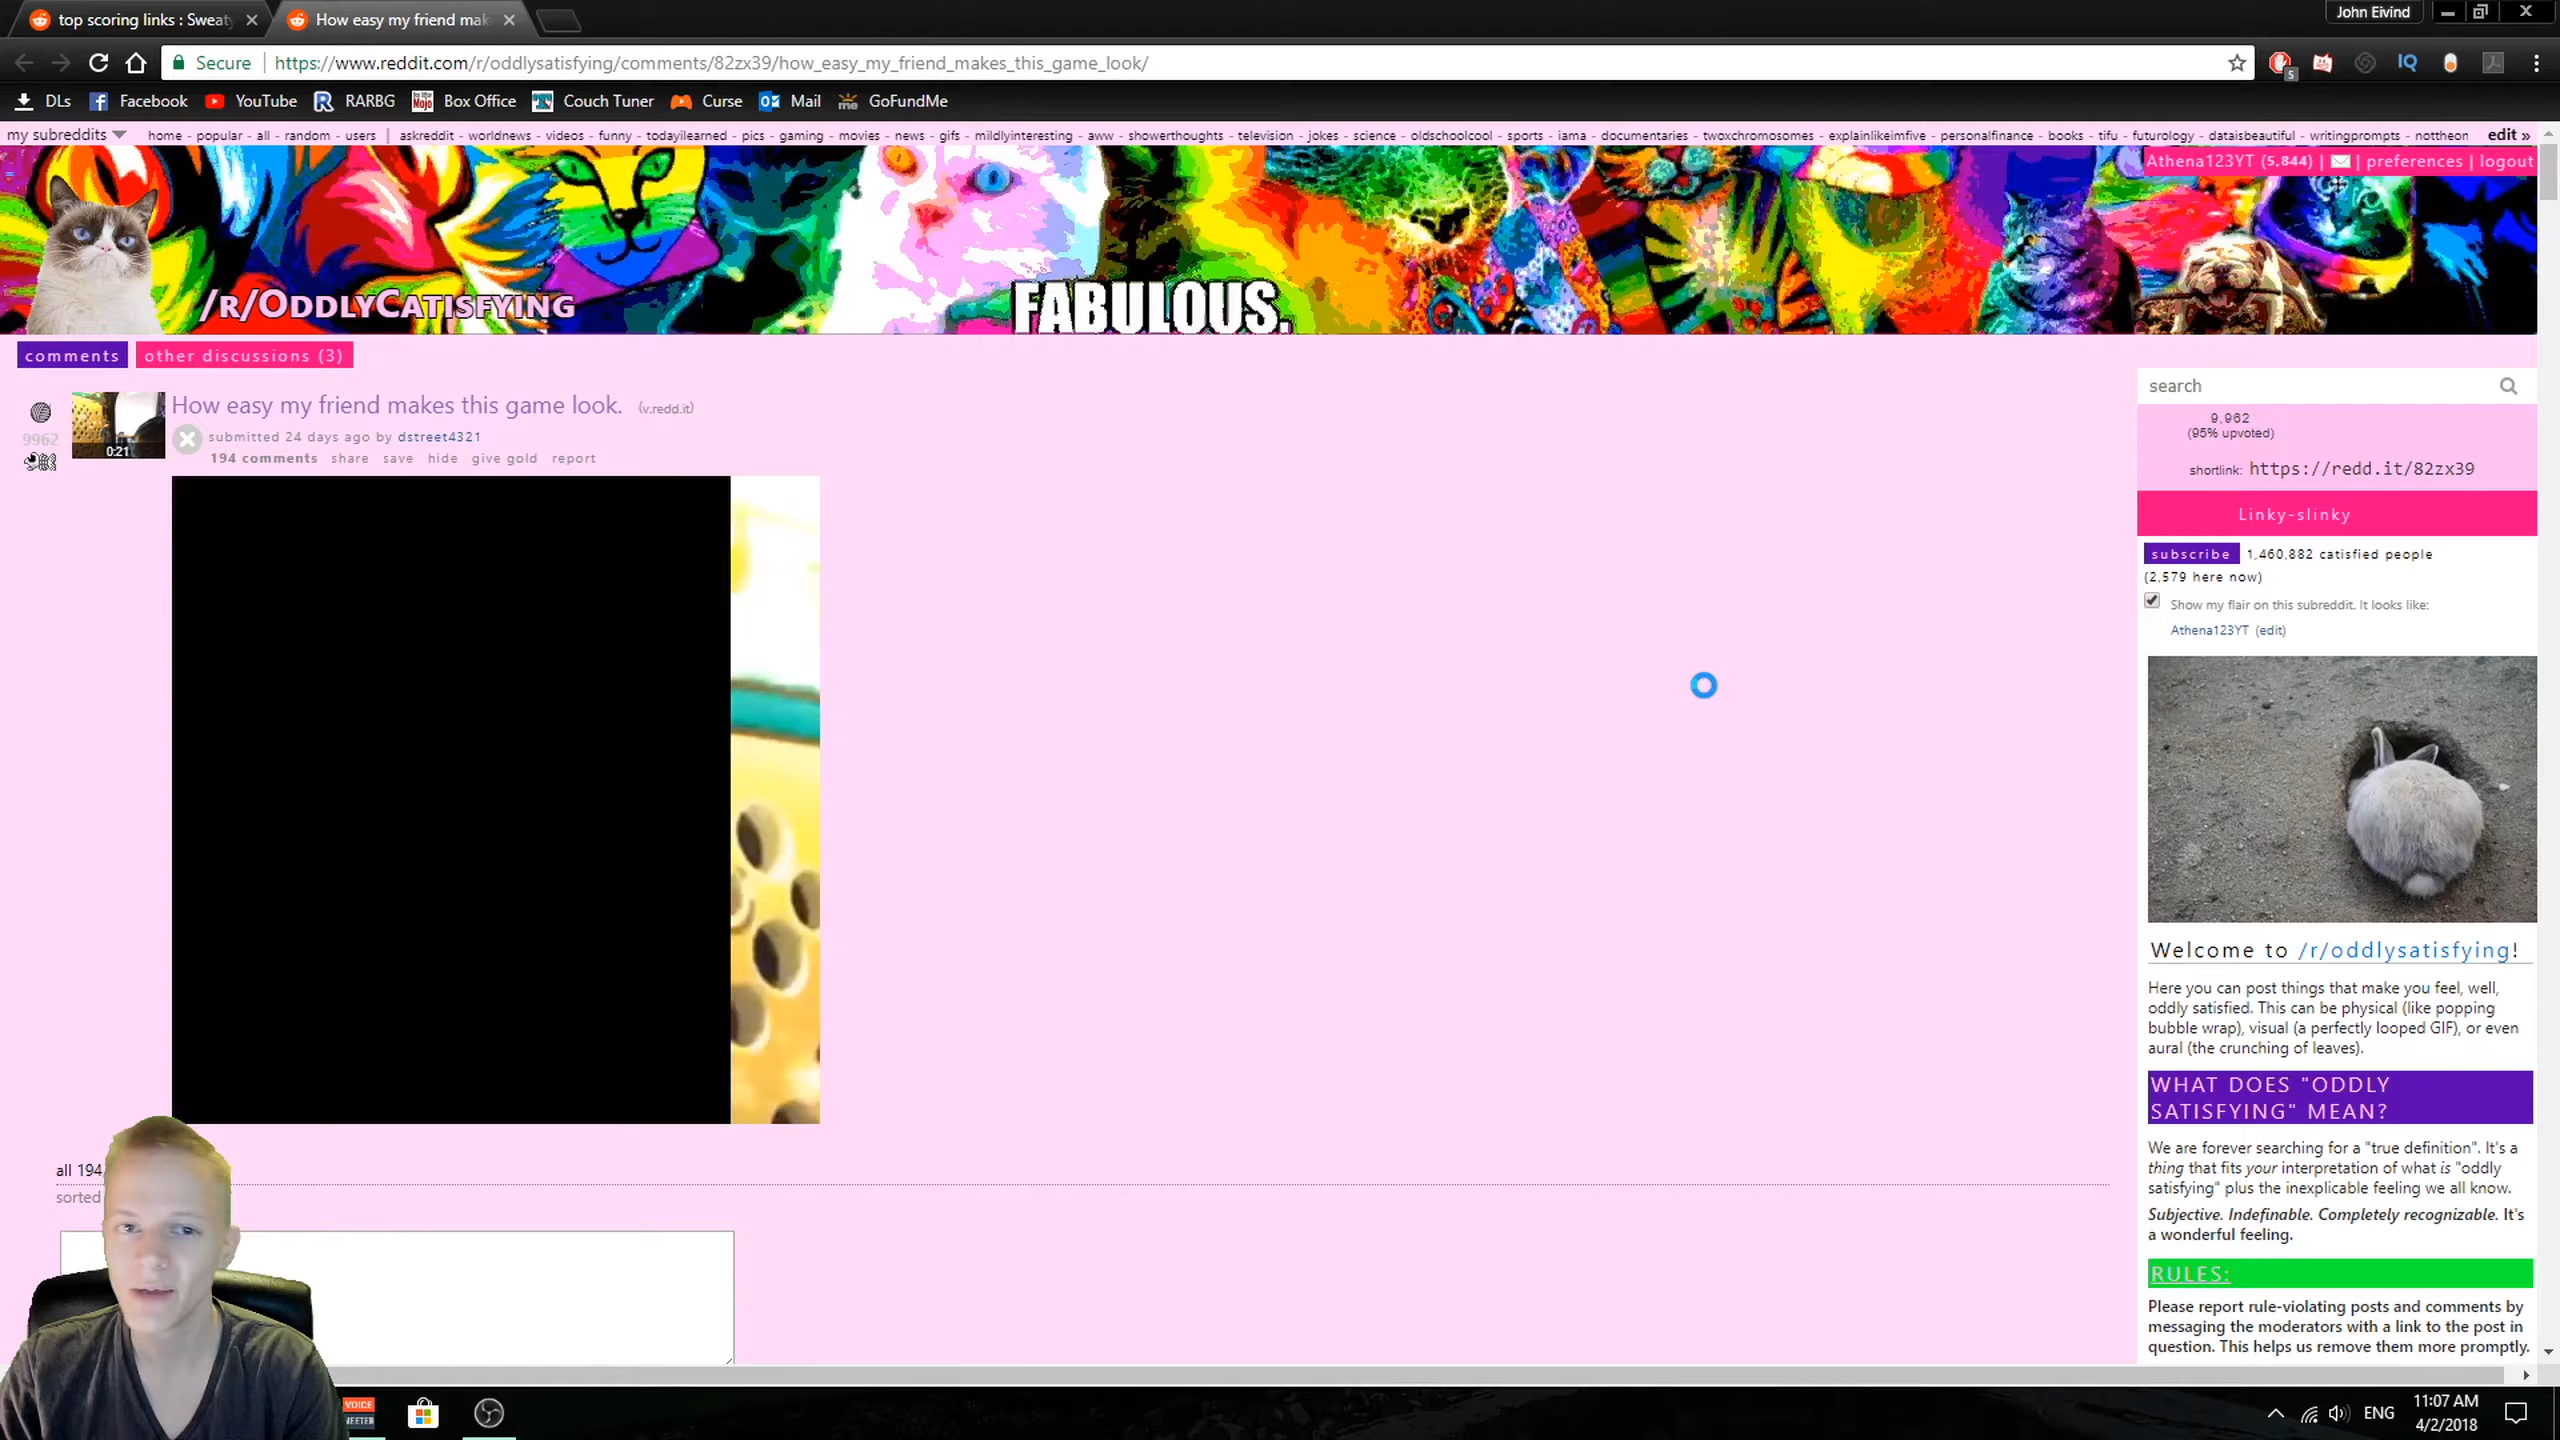 top scoring links : Sweat
How easy my friend mak
John Eivind
Secure
https://www.reddit.com/r/oddlysatisfying/comments/82zx39/how_easy_my_friend_makes_this_game_look/
5
IQ
DLs Facebook YouTube RARBG Box Office Couch Tuner Curse Mail GoFundMe
my subreddits home - popular - all - random - users | askreddit - worldnews - videos - funny - todayilearned - pics - gaming - movies - news - gifs - mildlyinteresting - aww - showerthoughts - television - jokes - science - oldschoolcool - sports - iama - documentaries - twoxchromosomes - explainlikeimfive - personalfinance - books - tifu - futurology - dataisbeautiful - writingprompts - nottheon edit »
Athena123YT (5.844) | | preferences | logout
/r/OddlyCatisfying
FABULOUS.
comments other discussions (3)
How easy my friend makes this game look. (v.redd.it)
9962
0:21
submitted 24 days ago by dstreet4321
194 comments share save hide give gold report
all 194
sorted
search
9,962
(95% upvoted)
shortlink: https://redd.it/82zx39
Linky-slinky
subscribe 1,460,882 catisfied people
(2,579 here now)
Show my flair on this subreddit. It looks like:
Athena123YT (edit)
Welcome to /r/oddlysatisfying!
Here you can post things that make you feel, well,
oddly satisfied. This can be physical (like popping
bubble wrap), visual (a perfectly looped GIF), or even
aural (the crunching of leaves).
WHAT DOES "ODDLY
SATISFYING" MEAN?
We are forever searching for a "true definition". It's a
thing that fits your interpretation of what is "oddly
satisfying" plus the inexplicable feeling we all know.
Subjective. Indefinable. Completely recognizable. It's
a wonderful feeling.
RULES:
Please report rule-violating posts and comments by
messaging the moderators with a link to the post in
question. This helps us remove them more promptly.
VOICE
MEETER
ENG
11:07 AM
4/2/2018